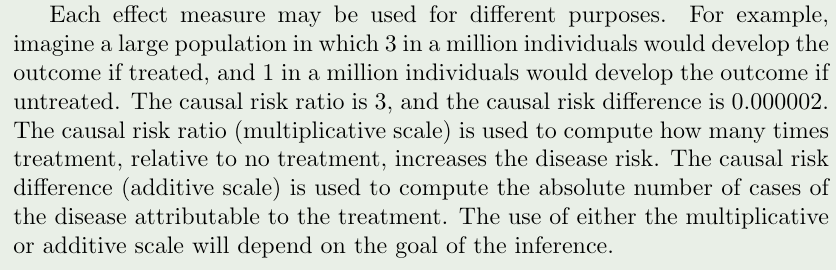 Each effect measure may be used for different purposes. For example,
imagine a large population in which 3 in a million individuals would develop the
outcome if treated, and 1 in a million individuals would develop the outcome if
untreated. The causal risk ratio is 3, and the causal risk difference is 0.000002.
The causal risk ratio (multiplicative scale) is used to compute how many times
treatment, relative to no treatment, increases the disease risk. The causal risk
difference (additive scale) is used to compute the absolute number of cases of
the disease attributable to the treatment. The use of either the multiplicative
or additive scale will depend on the goal of the inference.